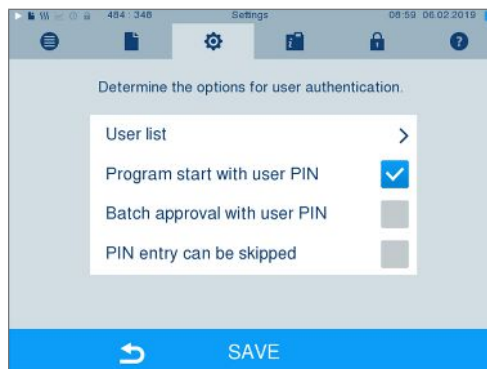 484 : 348 Settings 08:59 06.02.2019
Determine the options for user authentication.
User list
Program start with user PIN
Batch approval with user PIN
PIN entry can be skipped
SAVE